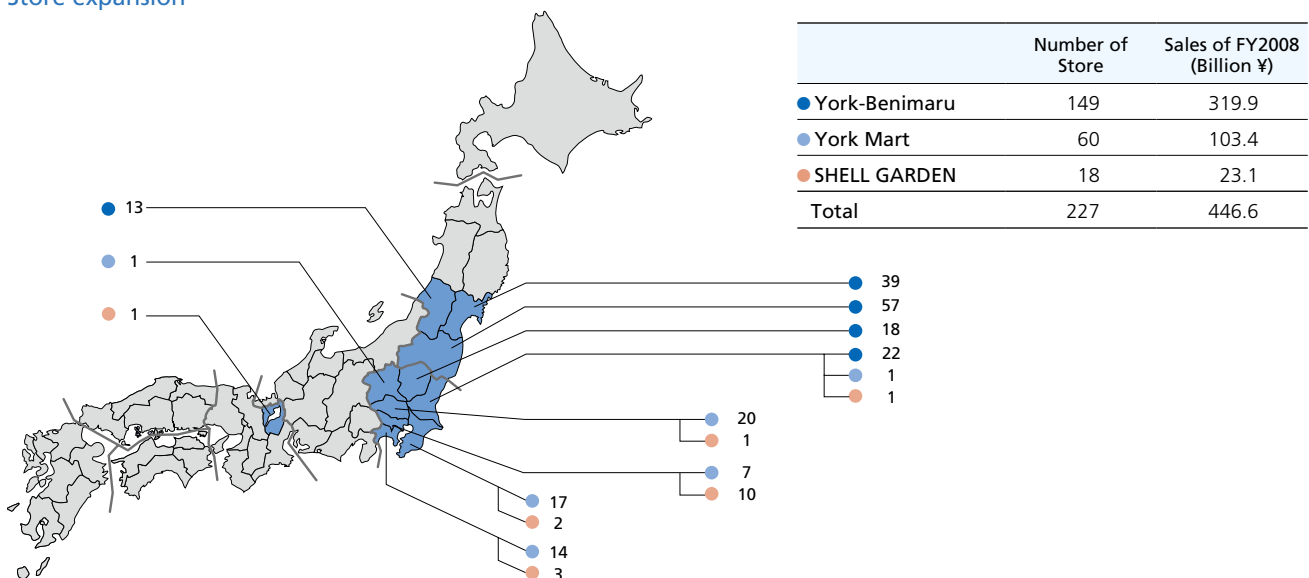 Store expansion
Number of Store
Sales of FY2008 (Billion ¥)
York-Benimaru 149 319.9
York Mart 60 103.4
SHELL GARDEN 18 23.1
Total 227 446.6
13
1
1
39
57
18
22
1
1
20
1
7
10
17
2
14
3